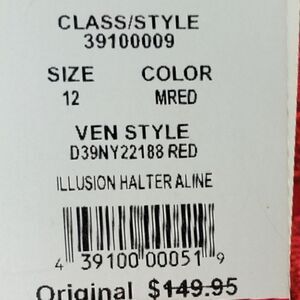 CLASS/STYLE
39100009
SIZE COLOR
12 MRED
VEN STYLE
D39NY22188 RED
ILLUSION HALTER ALINE
4 39100 00051 9
Original $149.95